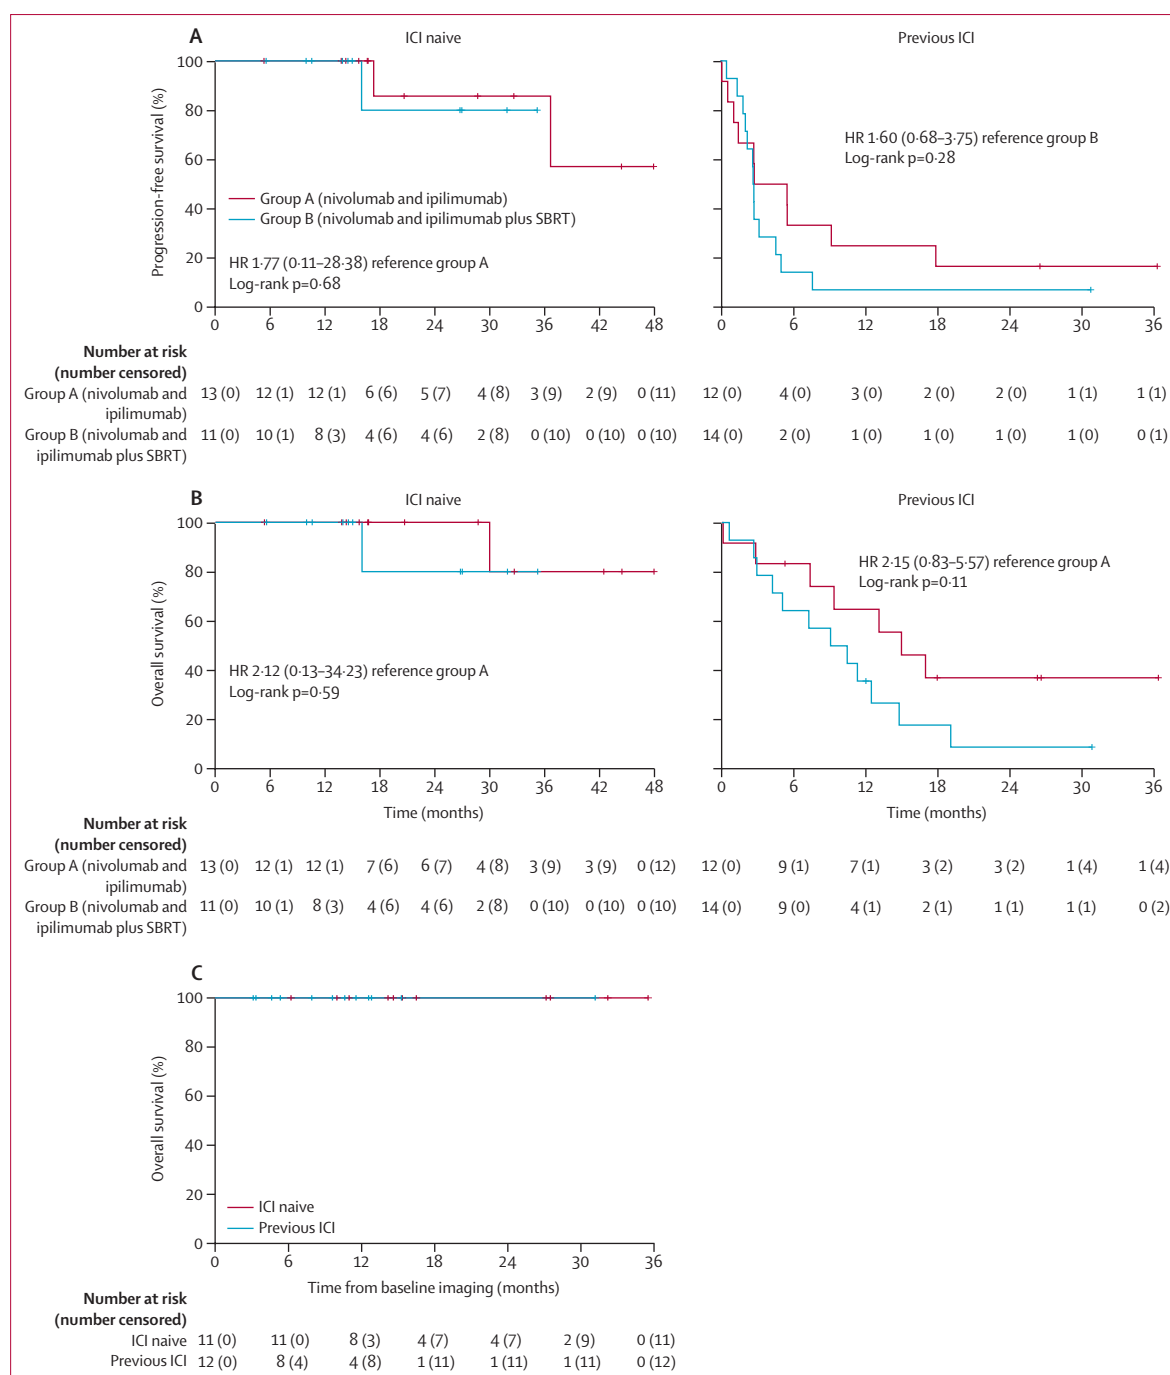 A
ICI naive
Previous ICI
Progression-free survival (%)
100
80
60
40
20
0
Group A (nivolumab and ipilimumab)
Group B (nivolumab and ipilimumab plus SBRT)
HR 1·77 (0·11–28·38) reference group A
Log-rank p=0·68
HR 1·60 (0·68–3·75) reference group B
Log-rank p=0·28
0 6 12 18 24 30 36 42 48
0 6 12 18 24 30 36
Number at risk
(number censored)
Group A (nivolumab and 13 (0) 12 (1) 12 (1) 6 (6) 5 (7) 4 (8) 3 (9) 2 (9) 0 (11) 12 (0) 4 (0) 3 (0) 2 (0) 2 (0) 1 (1) 1 (1)
ipilimumab)
Group B (nivolumab and 11 (0) 10 (1) 8 (3) 4 (6) 4 (6) 2 (8) 0 (10) 0 (10) 0 (10) 14 (0) 2 (0) 1 (0) 1 (0) 1 (0) 1 (0) 0 (1)
ipilimumab plus SBRT)
B
ICI naive
Previous ICI
Overall survival (%)
100
80
60
40
20
0
HR 2·12 (0·13–34·23) reference group A
Log-rank p=0·59
HR 2·15 (0·83–5·57) reference group A
Log-rank p=0·11
0 6 12 18 24 30 36 42 48
0 6 12 18 24 30 36
Time (months)
Time (months)
Number at risk
(number censored)
Group A (nivolumab and 13 (0) 12 (1) 12 (1) 7 (6) 6 (7) 4 (8) 3 (9) 3 (9) 0 (12) 12 (0) 9 (1) 7 (1) 3 (2) 3 (2) 1 (4) 1 (4)
ipilimumab)
Group B (nivolumab and 11 (0) 10 (1) 8 (3) 4 (6) 4 (6) 2 (8) 0 (10) 0 (10) 0 (10) 14 (0) 9 (0) 4 (1) 2 (1) 1 (1) 1 (1) 0 (2)
ipilimumab plus SBRT)
C
Overall survival (%)
100
80
60
40
20
0
ICI naive
Previous ICI
0 6 12 18 24 30 36
Time from baseline imaging (months)
Number at risk
(number censored)
ICI naive 11 (0) 11 (0) 8 (3) 4 (7) 4 (7) 2 (9) 0 (11)
Previous ICI 12 (0) 8 (4) 4 (8) 1 (11) 1 (11) 1 (11) 0 (12)